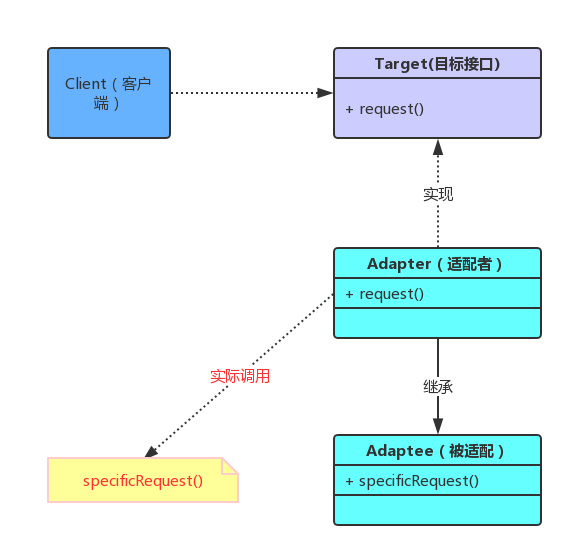 Client（客户
端）
Target(目标接口)
+ request()
实现
Adapter（适配者）
+ request()
实际调用
继承
Adaptee（被适配）
specificRequest()
+ specificRequest()